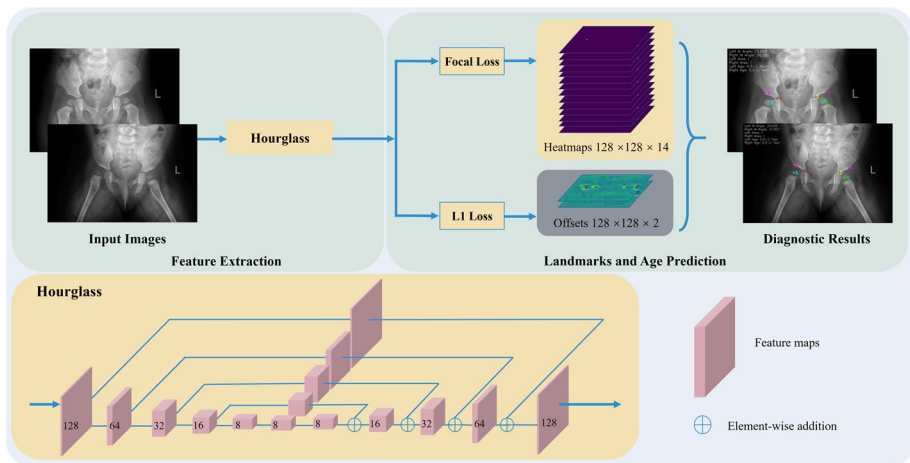 Focal Loss
Heatmaps 128 ×128 × 14
Hourglass
L1 Loss
Offsets 128 ×128 × 2
L
L
L
L
Input Images
Diagnostic Results
Feature Extraction
Landmarks and Age Prediction
Hourglass
128
64
32
16
8
8
8
16
32
64
128
Feature maps
Element-wise addition